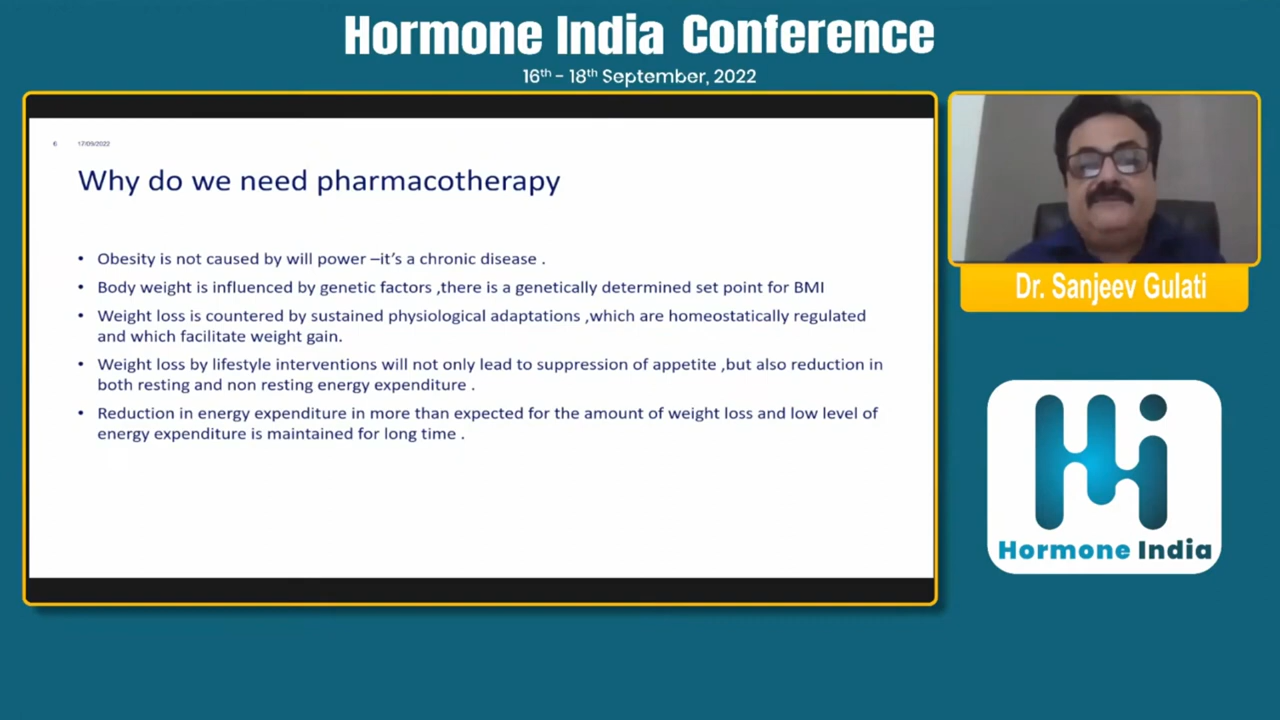 Hormone India Conference
16th - 18th September, 2022
6 17/09/2022
Why do we need pharmacotherapy
• Obesity is not caused by will power –it’s a chronic disease .
• Body weight is influenced by genetic factors ,there is a genetically determined set point for BMI
• Weight loss is countered by sustained physiological adaptations ,which are homeostatically regulated
and which facilitate weight gain.
• Weight loss by lifestyle interventions will not only lead to suppression of appetite ,but also reduction in
both resting and non resting energy expenditure .
• Reduction in energy expenditure in more than expected for the amount of weight loss and low level of
energy expenditure is maintained for long time .
Dr. Sanjeev Gulati
Hi
Hormone India